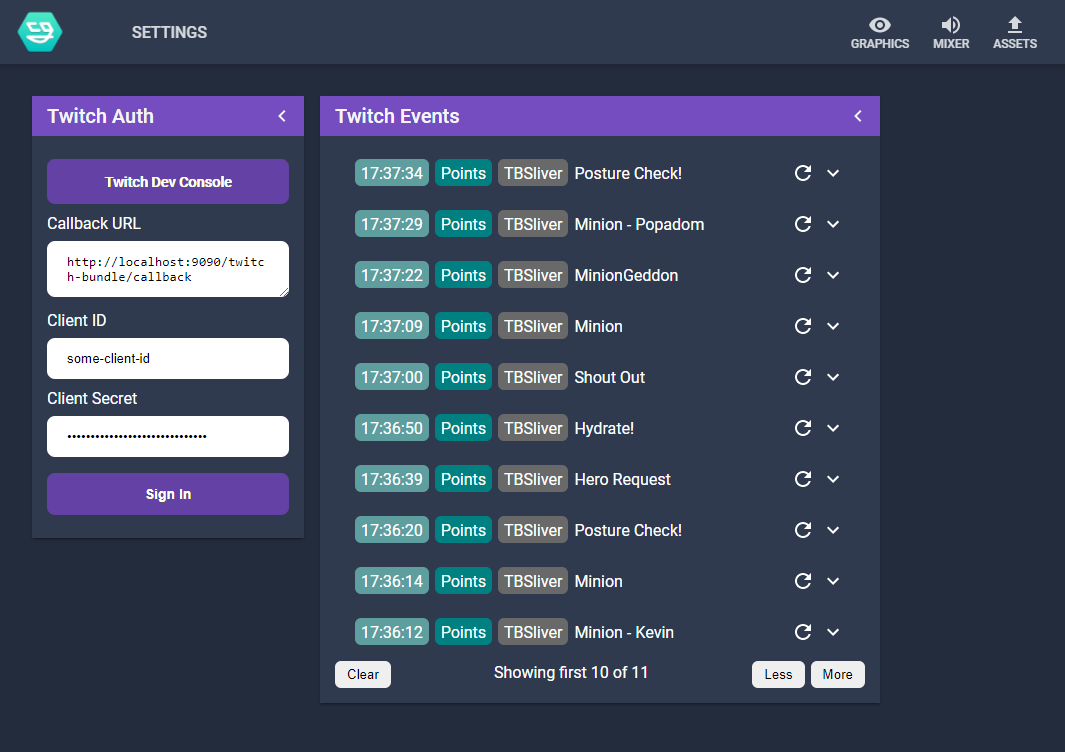 SETTINGS
GRAPHICS
MIXER
ASSETS
Twitch Auth
Twitch Dev Console
Callback URL
http://localhost:9090/twitc
h-bundle/callback
Client ID
some-client-id
Client Secret
••••••••••••••••••••••••••••••
Sign In
Twitch Events
17:37:34 Points TBSliver Posture Check!
17:37:29 Points TBSliver Minion - Popadom
17:37:22 Points TBSliver MinionGeddon
17:37:09 Points TBSliver Minion
17:37:00 Points TBSliver Shout Out
17:36:50 Points TBSliver Hydrate!
17:36:39 Points TBSliver Hero Request
17:36:20 Points TBSliver Posture Check!
17:36:14 Points TBSliver Minion
17:36:12 Points TBSliver Minion - Kevin
Clear
Showing first 10 of 11
Less
More